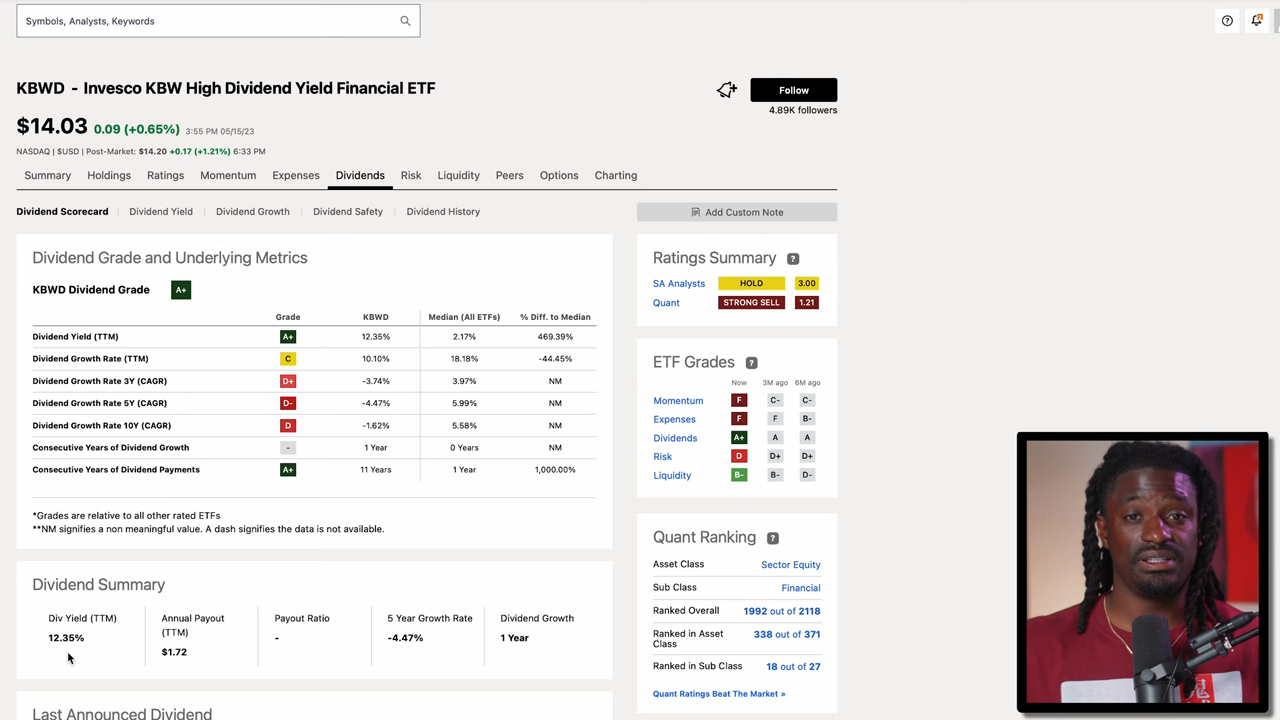 Symbols, Analysts, Keywords
KBWD - Invesco KBW High Dividend Yield Financial ETF
Follow
4.89K followers
$14.03 0.09 (+0.65%) 3:55 PM 05/15/23
NASDAQ | $USD | Post-Market: $14.20 +0.17 (+1.21%) 6:33 PM
Summary Holdings Ratings Momentum Expenses Dividends Risk Liquidity Peers Options Charting
Dividend Scorecard Dividend Yield Dividend Growth Dividend Safety Dividend History
Add Custom Note
Dividend Grade and Underlying Metrics
KBWD Dividend Grade A+
Grade KBWD Median (All ETFs) % Diff. to Median
Dividend Yield (TTM) A+ 12.35% 2.17% 469.39%
Dividend Growth Rate (TTM) C 10.10% 18.18% -44.45%
Dividend Growth Rate 3Y (CAGR) D+ -3.74% 3.97% NM
Dividend Growth Rate 5Y (CAGR) D- -4.47% 5.99% NM
Dividend Growth Rate 10Y (CAGR) D -1.62% 5.58% NM
Consecutive Years of Dividend Growth - 1 Year 0 Years NM
Consecutive Years of Dividend Payments A+ 11 Years 1 Year 1,000.00%
*Grades are relative to all other rated ETFs
**NM signifies a non meaningful value. A dash signifies the data is not available.
Dividend Summary
Div Yield (TTM) Annual Payout (TTM) Payout Ratio 5 Year Growth Rate Dividend Growth
12.35% $1.72 - -4.47% 1 Year
Last Announced Dividend
Ratings Summary ?
SA Analysts HOLD 3.00
Quant STRONG SELL 1.21
ETF Grades ?
Now 3M ago 6M ago
Momentum F C- C-
Expenses F F B-
Dividends A+ A A
Risk D D+ D+
Liquidity B- B- D-
Quant Ranking ?
Asset Class Sector Equity
Sub Class Financial
Ranked Overall 1992 out of 2118
Ranked in Asset Class 338 out of 371
Ranked in Sub Class 18 out of 27
Quant Ratings Beat The Market »